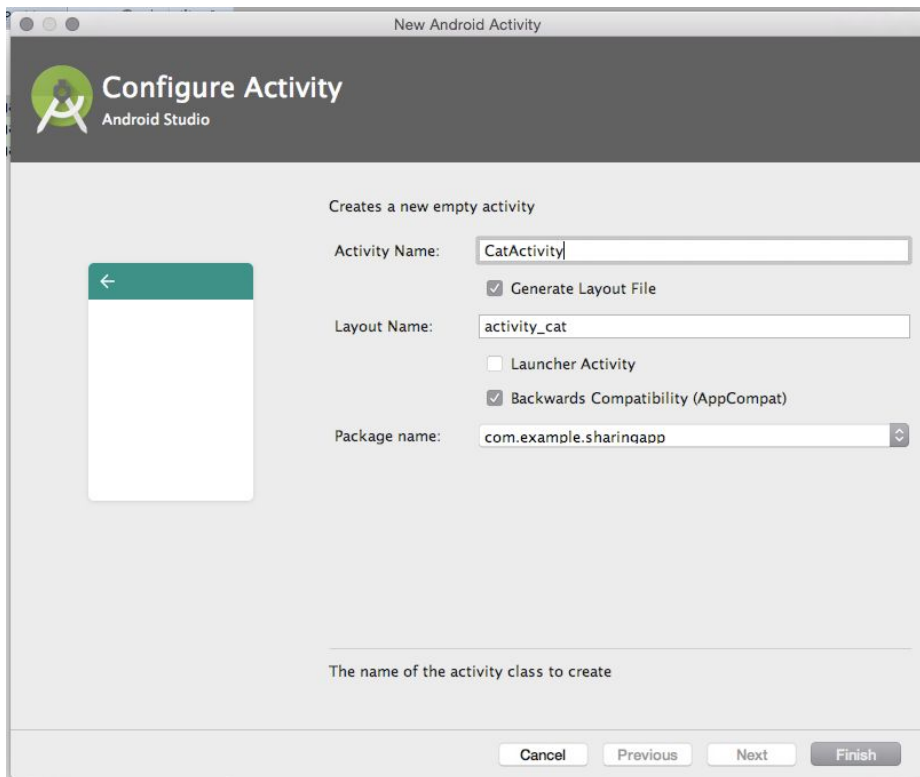 New Android Activity
Configure Activity
Android Studio
Creates a new empty activity
Activity Name: CatActivity
Generate Layout File
Layout Name: activity_cat
Launcher Activity
Backwards Compatibility (AppCompat)
Package name: com.example.sharingapp
The name of the activity class to create
Cancel Previous Next Finish